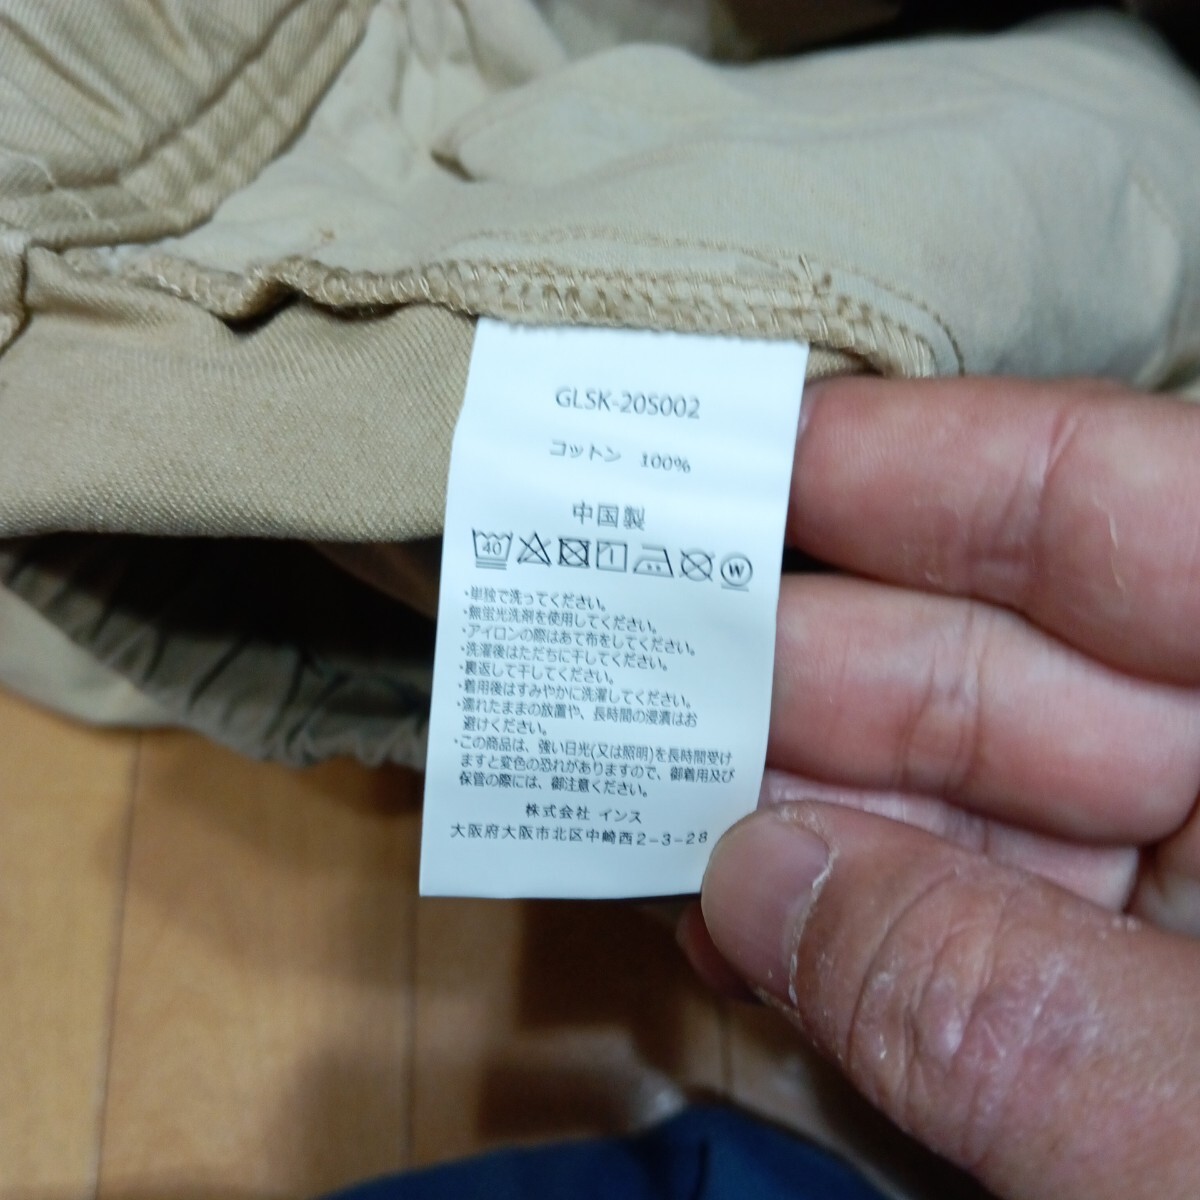 GLSK-20S002
コットン 100%
中国製
40
W
・単独で洗ってください。
・無蛍光洗剤を使用してください。
・アイロンの際はあて布をしてください。
・洗濯後はただちに干してください。
・裏返して干してください。
・着用後はすみやかに洗濯してください。
・濡れたままの放置や、長時間の浸漬はお
避けください。
・この商品は、強い日光(又は照明)を長時間受け
ますと変色の恐れがありますので、御着用及び
保管の際には、御注意ください。
株式会社 インス
大阪府大阪市北区中崎西2-3-28